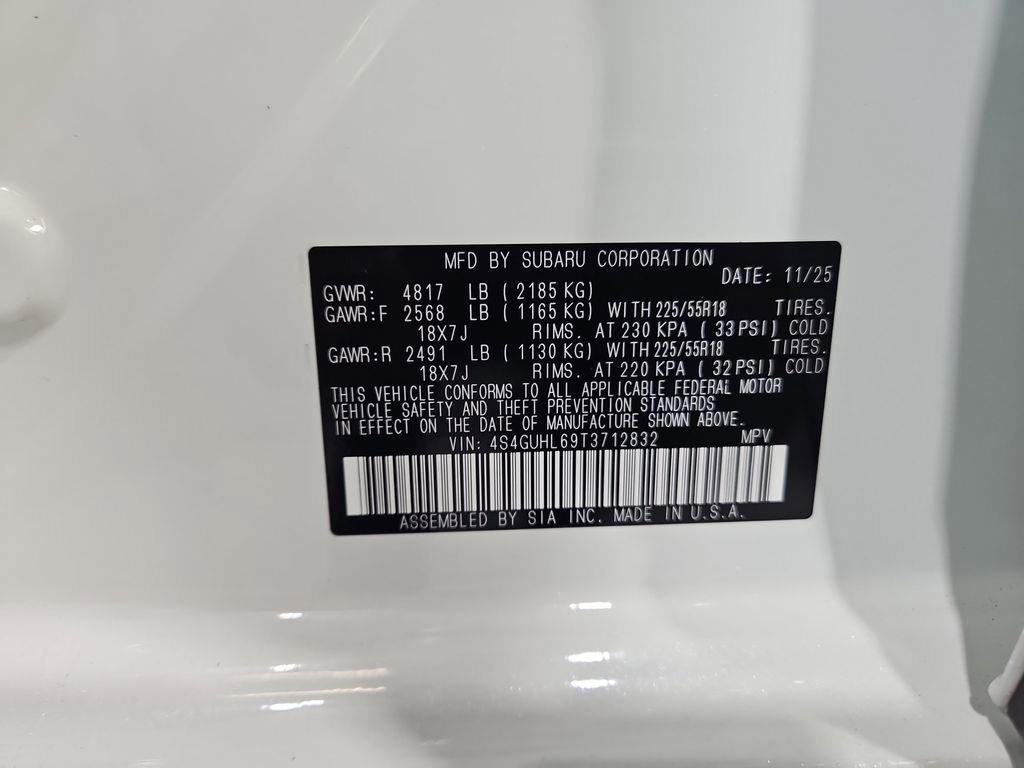 MFD BY SUBARU CORPORATION
DATE: 11/25
GVWR: 4817 LB ( 2185 KG)
GAWR:F 2568 LB ( 1165 KG) WITH 225/55R18 TIRES.
18X7J RIMS. AT 230 KPA ( 33 PSI) COLD
GAWR:R 2491 LB ( 1130 KG) WITH 225/55R18 TIRES.
18X7J RIMS. AT 220 KPA ( 32 PSI) COLD
THIS VEHICLE CONFORMS TO ALL APPLICABLE FEDERAL MOTOR
VEHICLE SAFETY AND THEFT PREVENTION STANDARDS
IN EFFECT ON THE DATE OF MANUFACTURE SHOWN ABOVE.
VIN: 4S4GUHL69T3712832 MPV
ASSEMBLED BY SIA INC. MADE IN U.S.A.